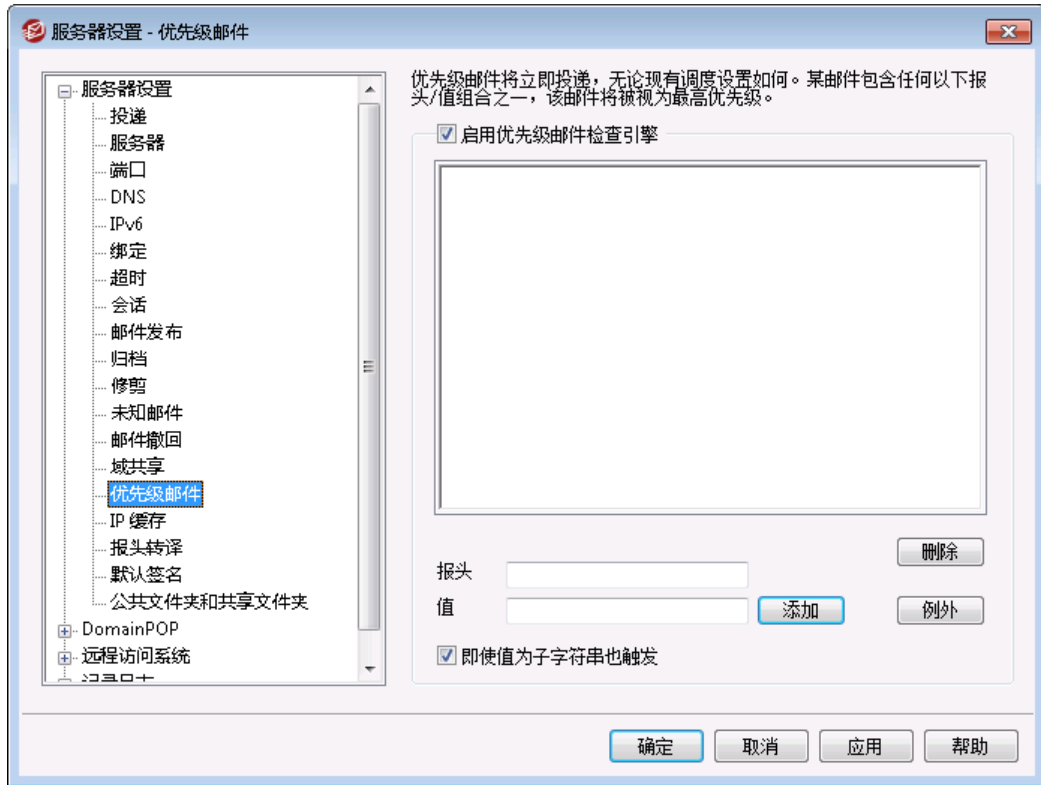 服务器设置 - 优先级邮件
服务器设置
投递
服务器
端口
DNS
IPv6
绑定
超时
会话
邮件发布
归档
修剪
未知邮件
邮件撤回
域共享
优先级邮件
IP 缓存
报头转译
默认签名
公共文件夹和共享文件夹
DomainPOP
远程访问系统
记录日志
优先级邮件将立即投递，无论现有调度设置如何。某邮件包含任何以下报
头/值组合之一，该邮件将被视为最高优先级。
启用优先级邮件检查引擎
删除
报头
值
添加
例外
即使值为子字符串也触发
确定
取消
应用
帮助